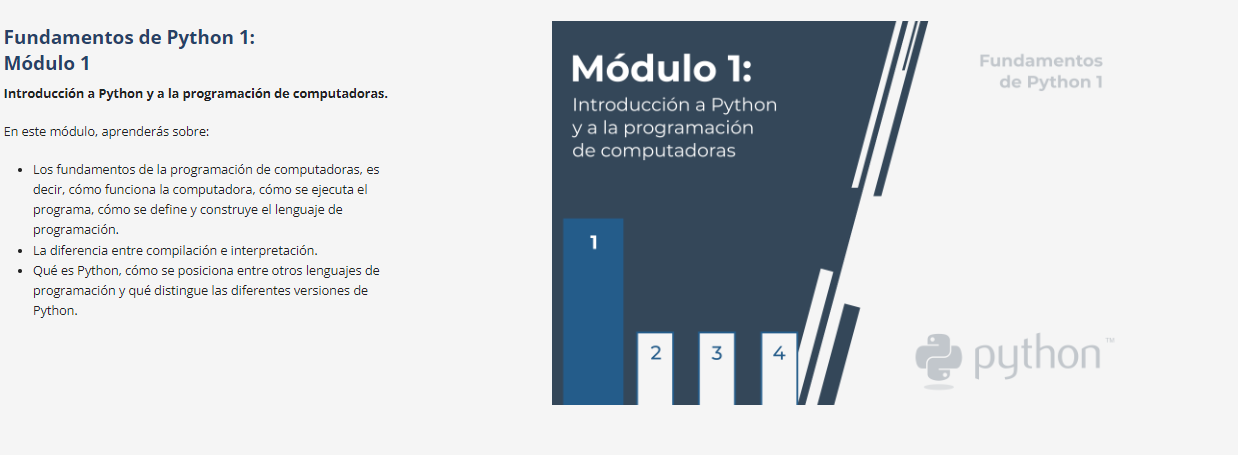 Fundamentos de Python 1:
Módulo 1
Introducción a Python y a la programación de computadoras.
En este módulo, aprenderás sobre:
• Los fundamentos de la programación de computadoras, es
decir, cómo funciona la computadora, cómo se ejecuta el
programa, cómo se define y construye el lenguaje de
programación.
• La diferencia entre compilación e interpretación.
• Qué es Python, cómo se posiciona entre otros lenguajes de
programación y qué distingue las diferentes versiones de
Python.
Módulo 1:
Introducción a Python
y a la programación
de computadoras
Fundamentos
de Python 1
1
2 3 4
python™